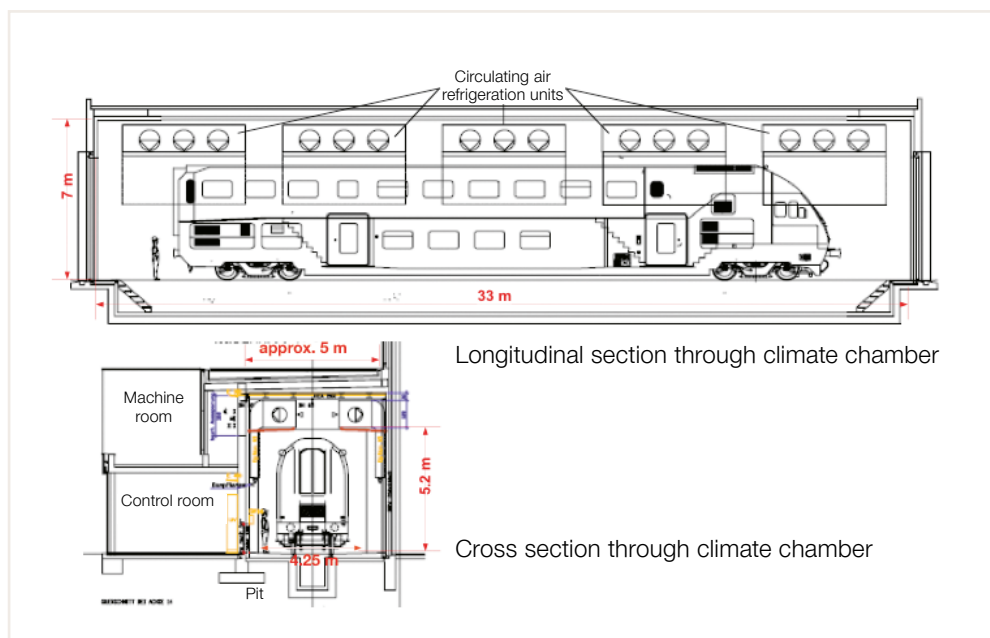 Circulating air
refrigeration units
7 m
33 m
approx. 5 m
Longitudinal section through climate chamber
Machine
room
5.2 m
Control room
Cross section through climate chamber
4.25 m
Pit